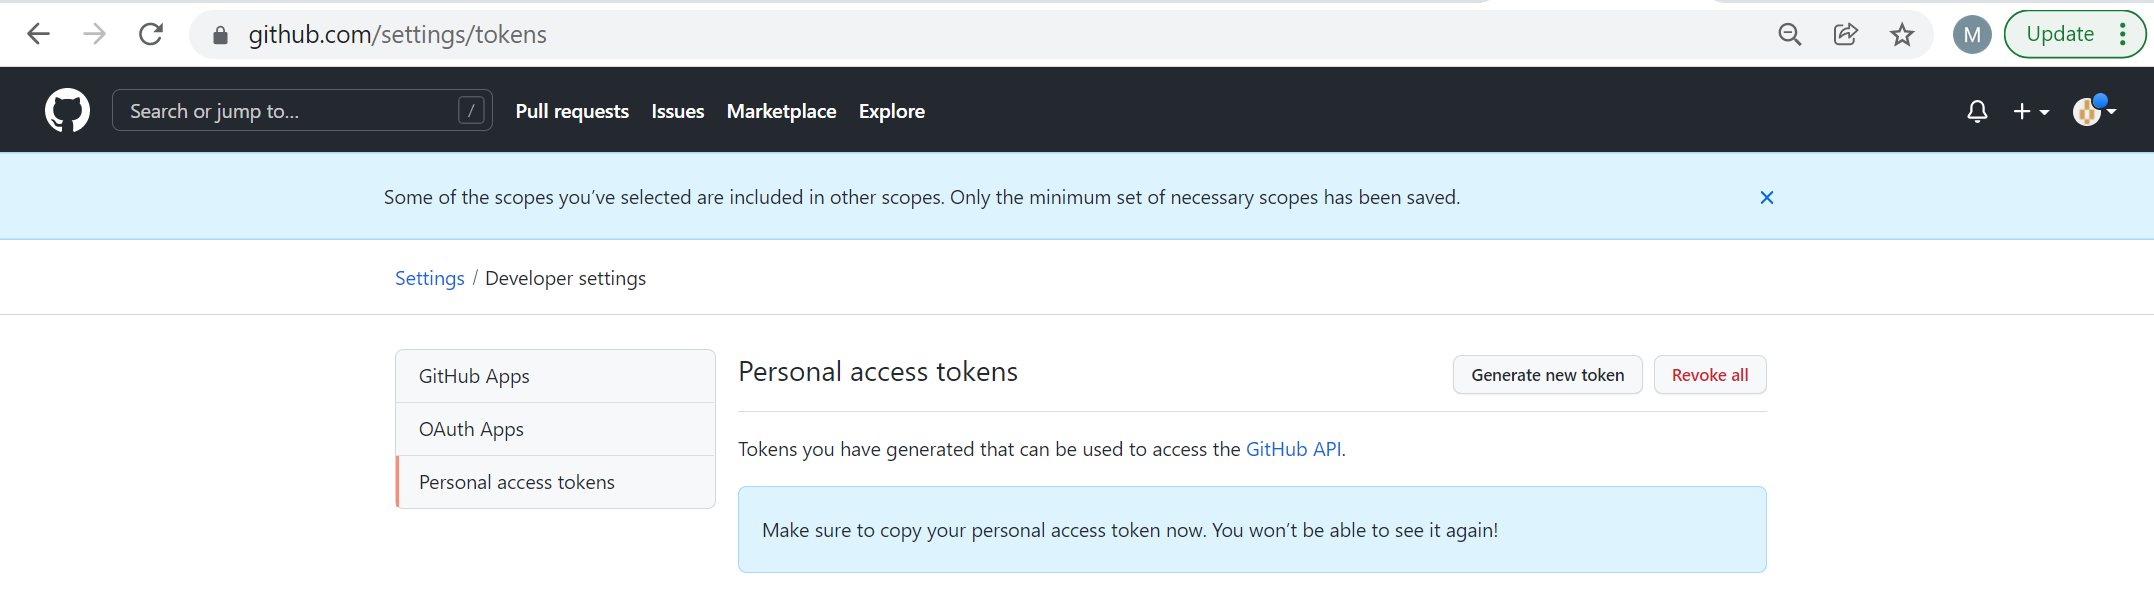 github.com/settings/tokens
M
Update
Search or jump to...
/
Pull requests
Issues
Marketplace
Explore
Some of the scopes you’ve selected are included in other scopes. Only the minimum set of necessary scopes has been saved.
Settings / Developer settings
GitHub Apps
OAuth Apps
Personal access tokens
Personal access tokens
Generate new token
Revoke all
Tokens you have generated that can be used to access the GitHub API.
Make sure to copy your personal access token now. You won’t be able to see it again!